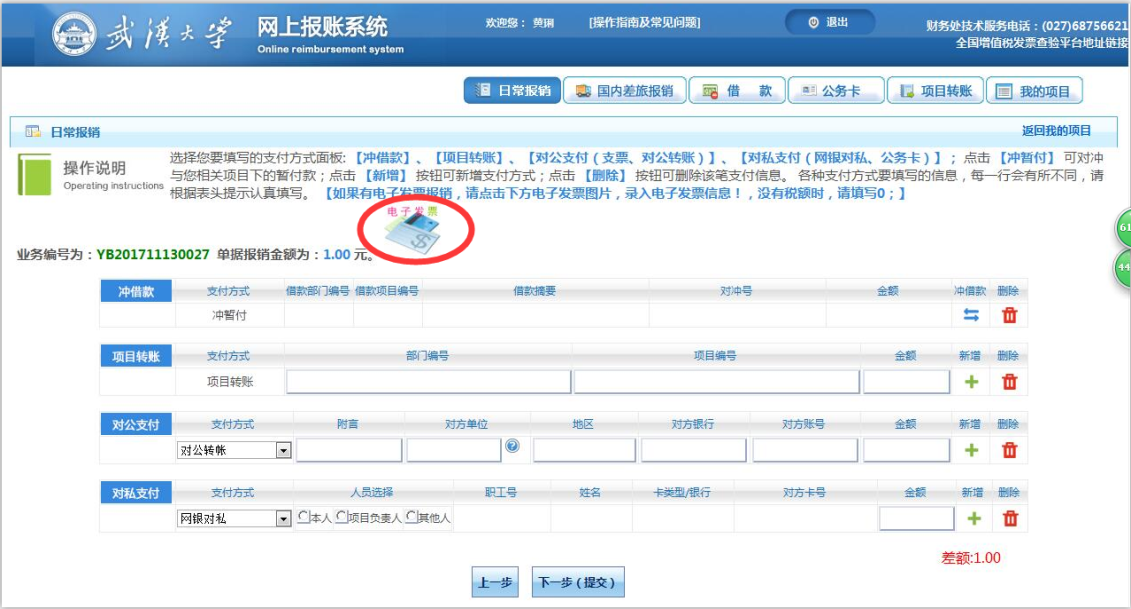 武漢大學
网上报账系统
Online reimbursement system
欢迎您： 黄娴
[操作指南及常见问题]
退出
财务处技术服务电话：(027)68756621
全国增值税发票查验平台地址链接
日常报销
国内差旅报销
借 款
公务卡
项目转账
我的项目
日常报销
返回我的项目
操作说明
Operating instructions
选择您要填写的支付方式面板:【冲借款】、【项目转账】、【对公支付（支票、对公转账）】、【对私支付（网银对私、公务卡）】；点击 【冲暂付】 可对冲
与您相关项目下的暂付款；点击 【新增】 按钮可新增支付方式；点击 【删除】 按钮可删除该笔支付信息。 各种支付方式要填写的信息，每一行会有所不同，请
根据表头提示认真填写。 【如果有电子发票报销，请点击下方电子发票图片，录入电子发票信息！，没有税额时，请填写0；】
电子发票
业务编号为：YB201711130027 单据报销金额为：1.00 元。
61
44
冲借款 支付方式 借款部门编号 借款项目编号 借款摘要 对冲号 金额 冲借款 删除
冲暂付
项目转账 支付方式 部门编号 项目编号 金额 新增 删除
项目转账
对公支付 支付方式 附言 对方单位 地区 对方银行 对方账号 金额 新增 删除
对公转帐
对私支付 支付方式 人员选择 职工号 姓名 卡类型/银行 对方卡号 金额 新增 删除
网银对私 本人 项目负责人 其他人
差额:1.00
上一步
下一步（提交）